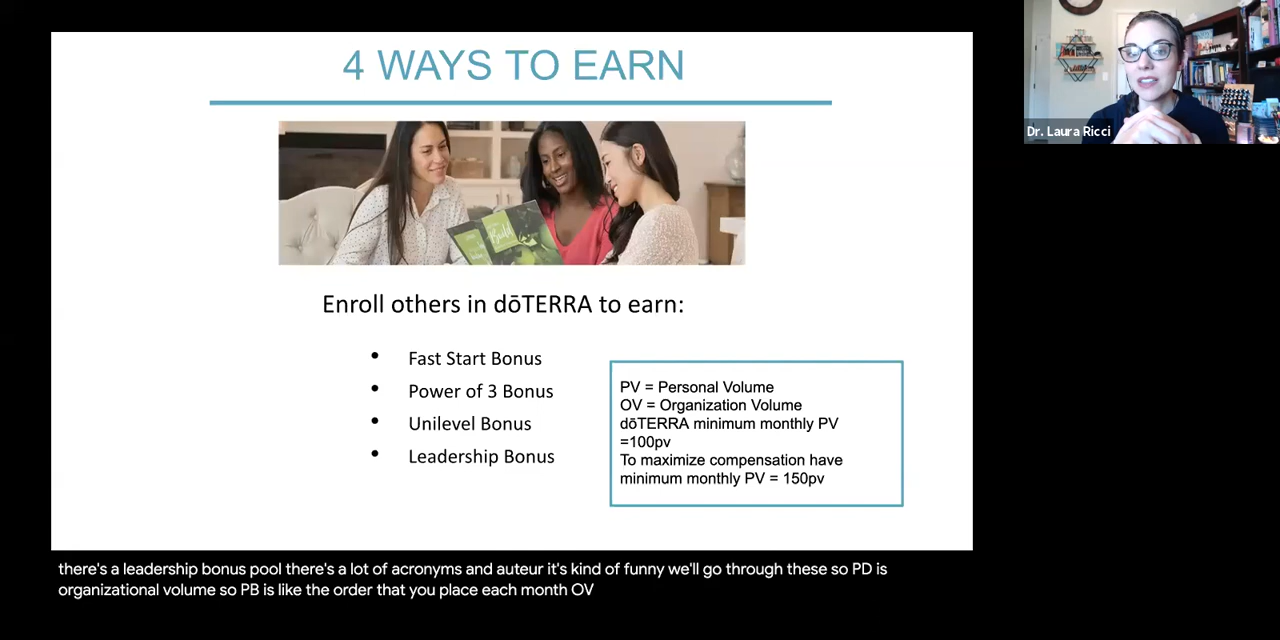 4 WAYS TO EARN
Dr. Laura Ricci
Build
Enroll others in dōTERRA to earn:
• Fast Start Bonus
• Power of 3 Bonus
• Unilevel Bonus
• Leadership Bonus
PV = Personal Volume
OV = Organization Volume
dōTERRA minimum monthly PV
=100pv
To maximize compensation have
minimum monthly PV = 150pv
there's a leadership bonus pool there's a lot of acronyms and auteur it's kind of funny we'll go through these so PD is
organizational volume so PB is like the order that you place each month OV